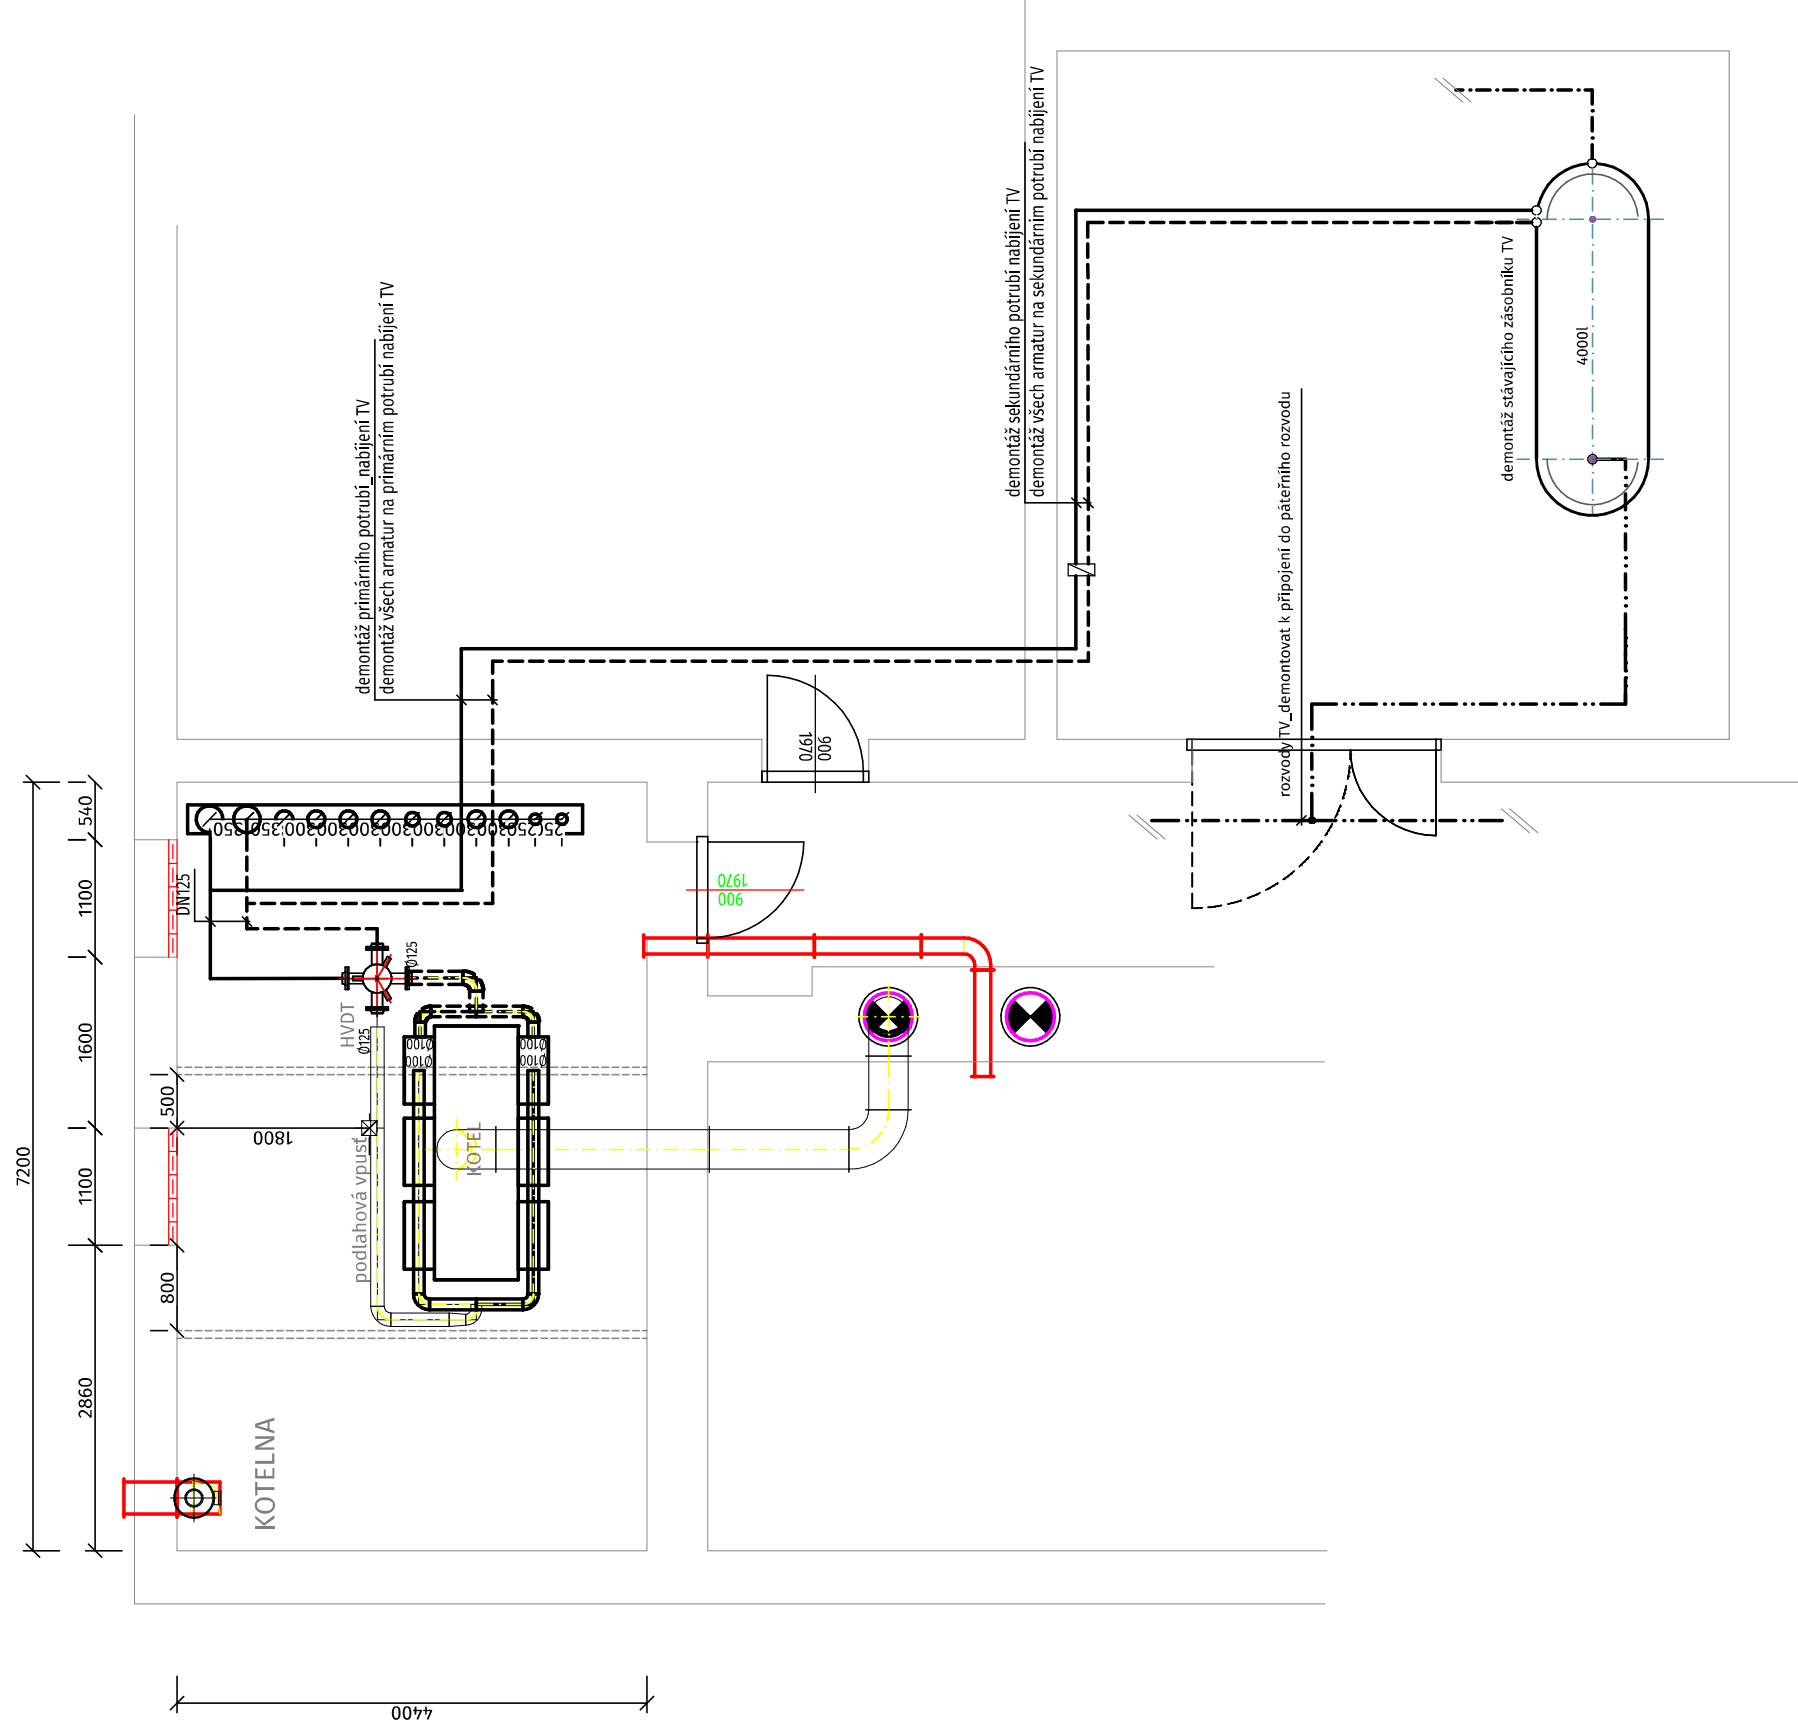 demontáž primárního potrubí_nabíjení TV
demontáž všech armatur na primárním potrubí nabíjení TV
demontáž sekundárního potrubí nabíjení TV
demontáž všech armatur na sekundárním potrubí nabíjení TV
demontáž stávajícího zásobníku TV
4000l
rozvody TV_demontovat k připojení do páteřního rozvodu
900
1970
900
1970
DN125
Ø125
HVDT
Ø125
Ø100
Ø100
Ø100
Ø100
KOTEL
podlahová vpusť
KOTELNA
540
1100
1600
500
1800
1100
800
2860
7200
4400